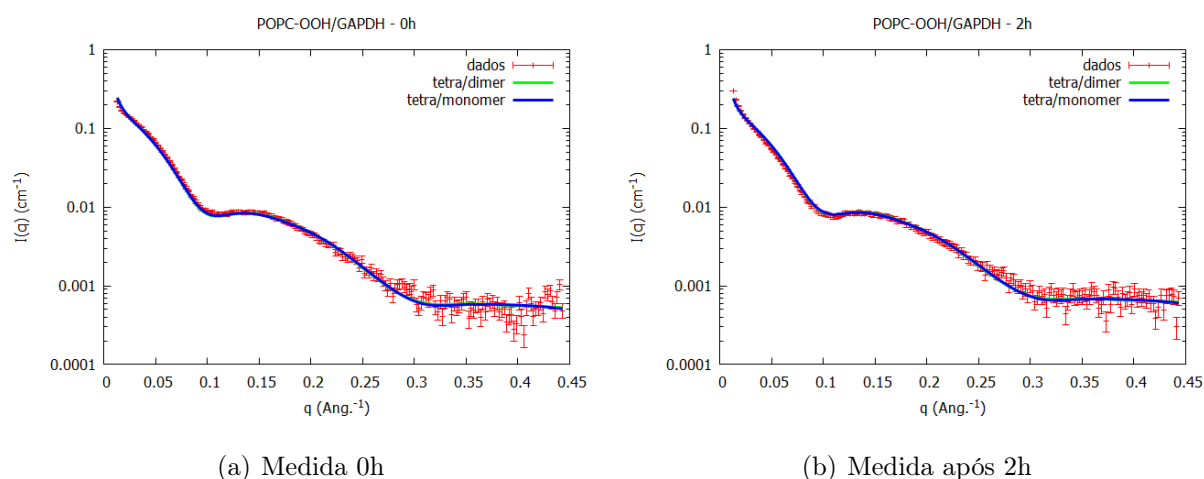 POPC-OOH/GAPDH - 0h
1
0.1
0.01
0.001
0.0001
I(q) (cm⁻¹)
dados
tetra/dimer
tetra/monomer
0 0.05 0.1 0.15 0.2 0.25 0.3 0.35 0.4 0.45
q (Ang.⁻¹)
(a) Medida 0h
POPC-OOH/GAPDH - 2h
1
0.1
0.01
0.001
0.0001
I(q) (cm⁻¹)
dados
tetra/dimer
tetra/monomer
0 0.05 0.1 0.15 0.2 0.25 0.3 0.35 0.4 0.45
q (Ang.⁻¹)
(b) Medida após 2h